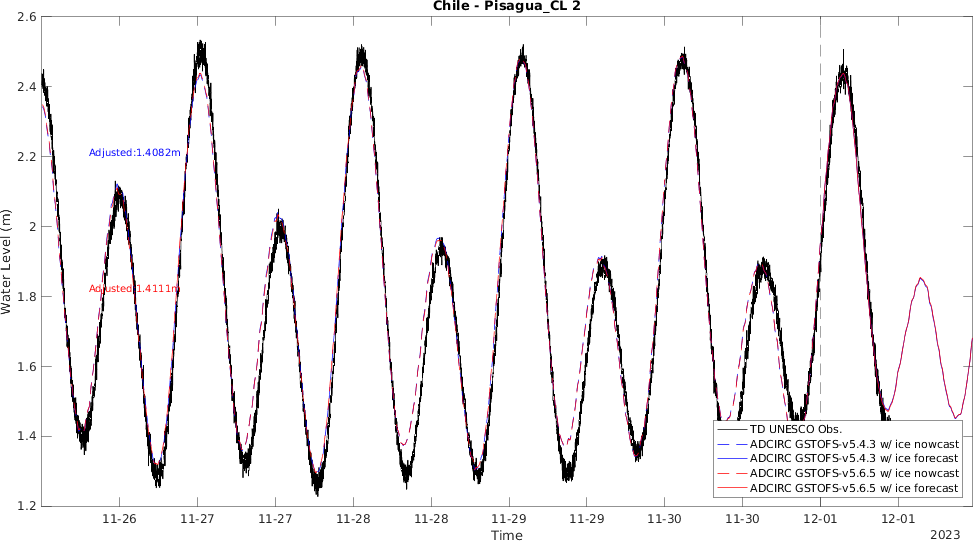 Chile - Pisagua_CL 2
2.6
2.4
2.2
2
1.8
1.6
1.4
1.2
Water Level (m)
Adjusted:1.4082m
Adjusted:1.4111m
TD UNESCO Obs.
ADCIRC GSTOFS-v5.4.3 w/ ice nowcast
ADCIRC GSTOFS-v5.4.3 w/ ice forecast
ADCIRC GSTOFS-v5.6.5 w/ ice nowcast
ADCIRC GSTOFS-v5.6.5 w/ ice forecast
11-26 11-27 11-27 11-28 11-28 11-29 11-29 11-30 11-30 12-01 12-01
Time
2023